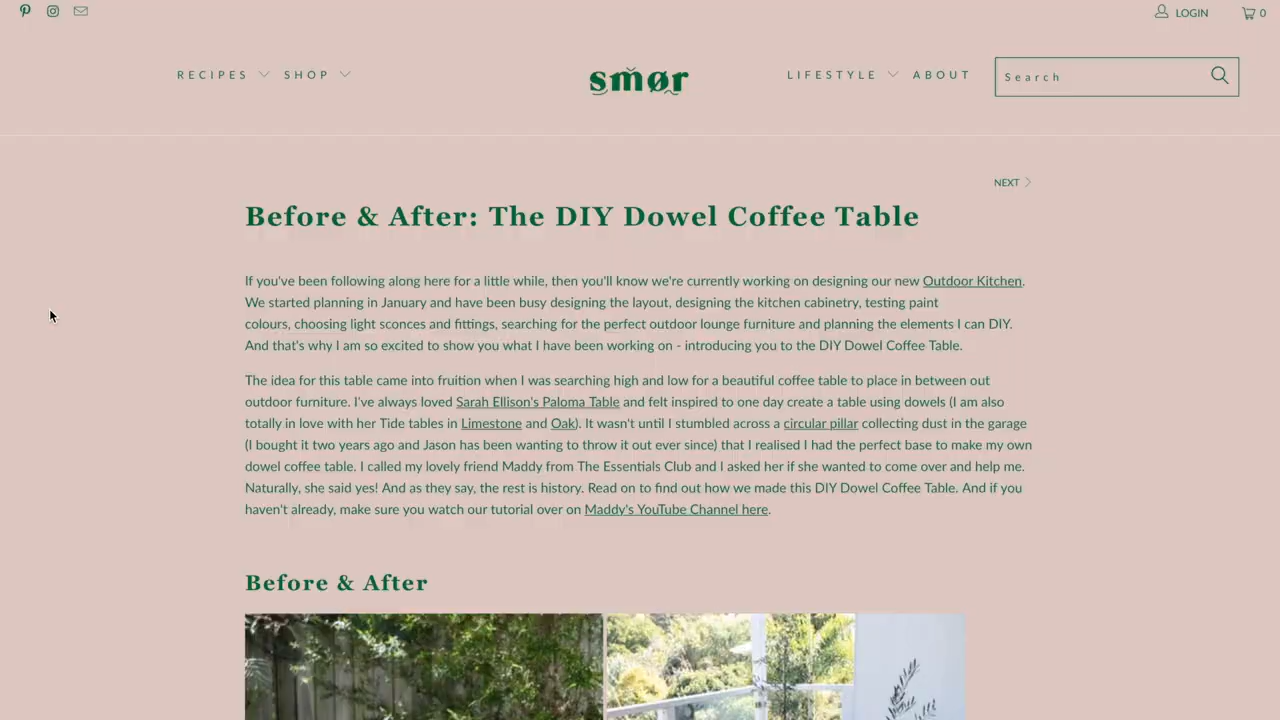 LOGIN
0
RECIPES
SHOP
smør
LIFESTYLE
ABOUT
Search
NEXT
Before & After: The DIY Dowel Coffee Table
If you've been following along here for a little while, then you'll know we're currently working on designing our new Outdoor Kitchen.
We started planning in January and have been busy designing the layout, designing the kitchen cabinetry, testing paint
colours, choosing light sconces and fittings, searching for the perfect outdoor lounge furniture and planning the elements I can DIY.
And that's why I am so excited to show you what I have been working on - introducing you to the DIY Dowel Coffee Table.
The idea for this table came into fruition when I was searching high and low for a beautiful coffee table to place in between out
outdoor furniture. I've always loved Sarah Ellison's Paloma Table and felt inspired to one day create a table using dowels (I am also
totally in love with her Tide tables in Limestone and Oak). It wasn't until I stumbled across a circular pillar collecting dust in the garage
(I bought it two years ago and Jason has been wanting to throw it out ever since) that I realised I had the perfect base to make my own
dowel coffee table. I called my lovely friend Maddy from The Essentials Club and I asked her if she wanted to come over and help me.
Naturally, she said yes! And as they say, the rest is history. Read on to find out how we made this DIY Dowel Coffee Table. And if you
haven't already, make sure you watch our tutorial over on Maddy's YouTube Channel here.
Before & After